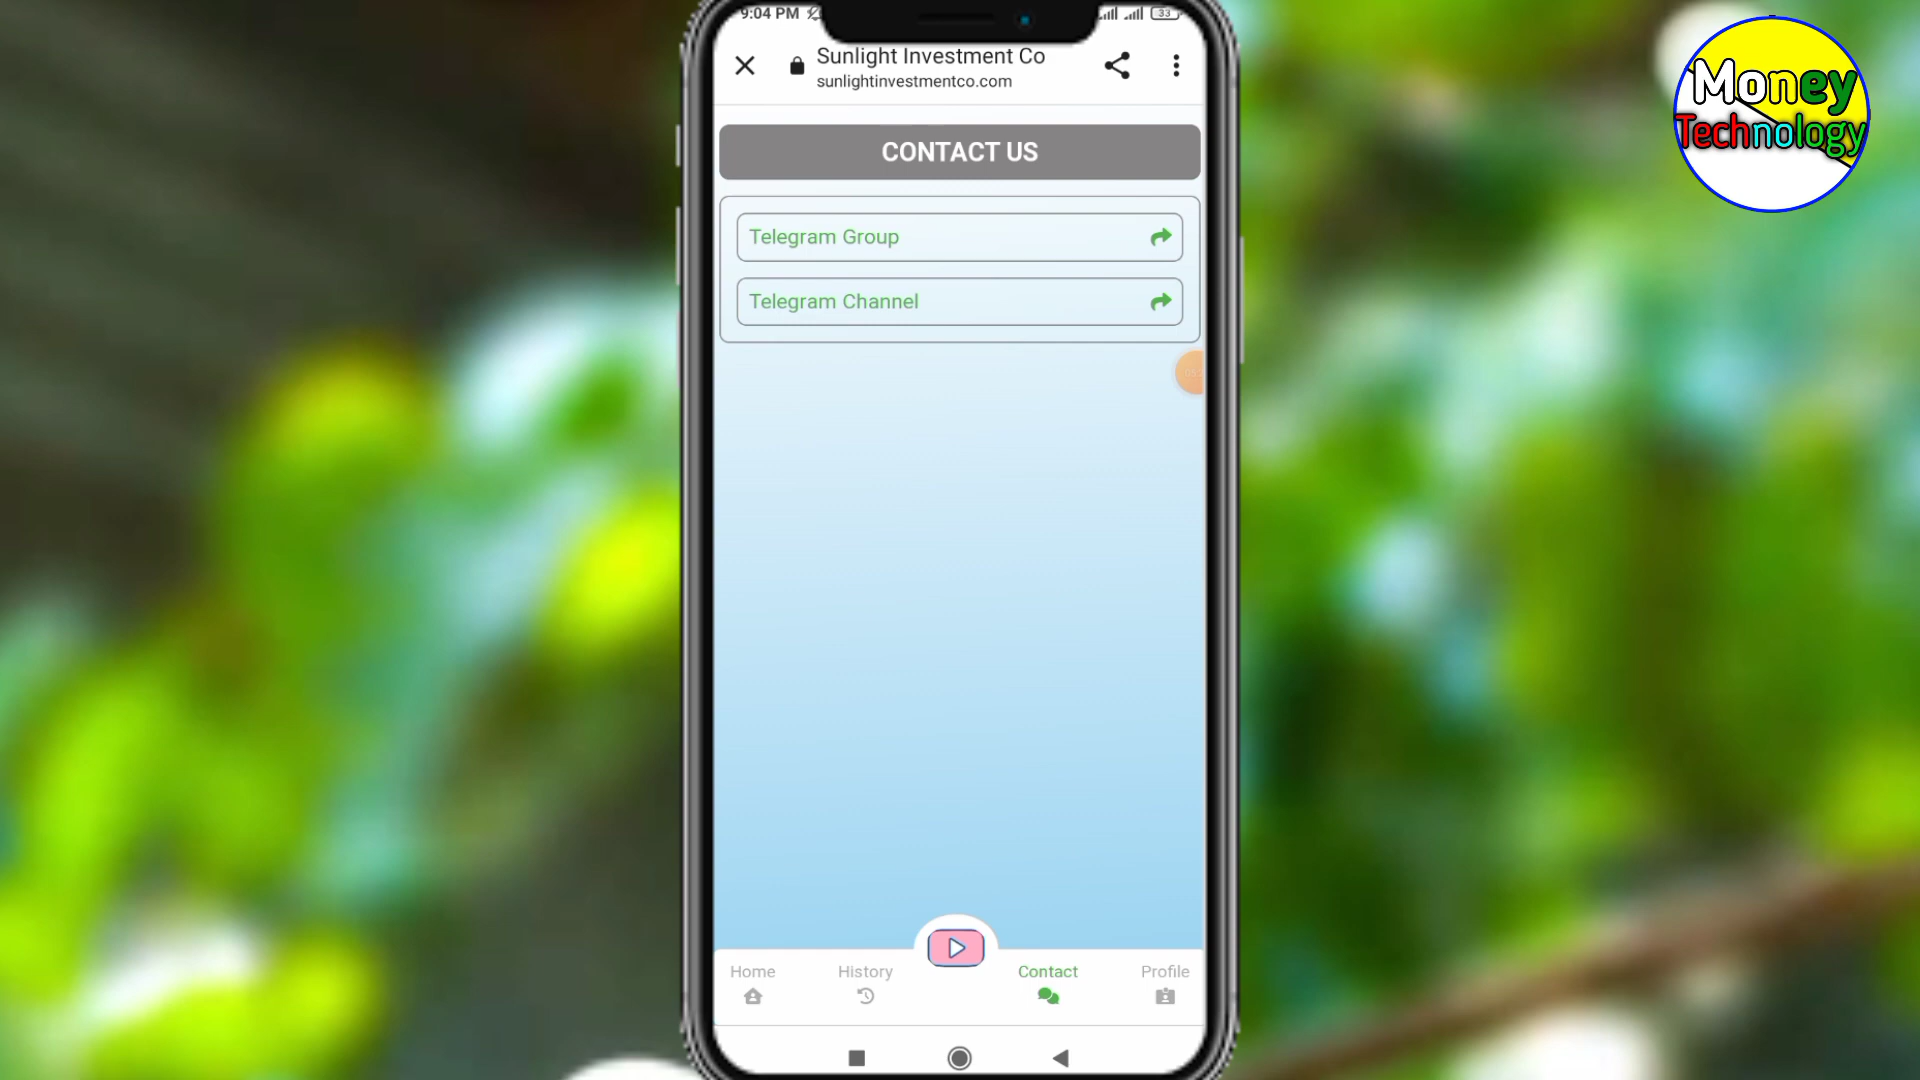 9:04 PM
33
Sunlight Investment Co
sunlightinvestmentco.com
CONTACT US
Telegram Group
Telegram Channel
Home
History
Contact
Profile
Money
Technology